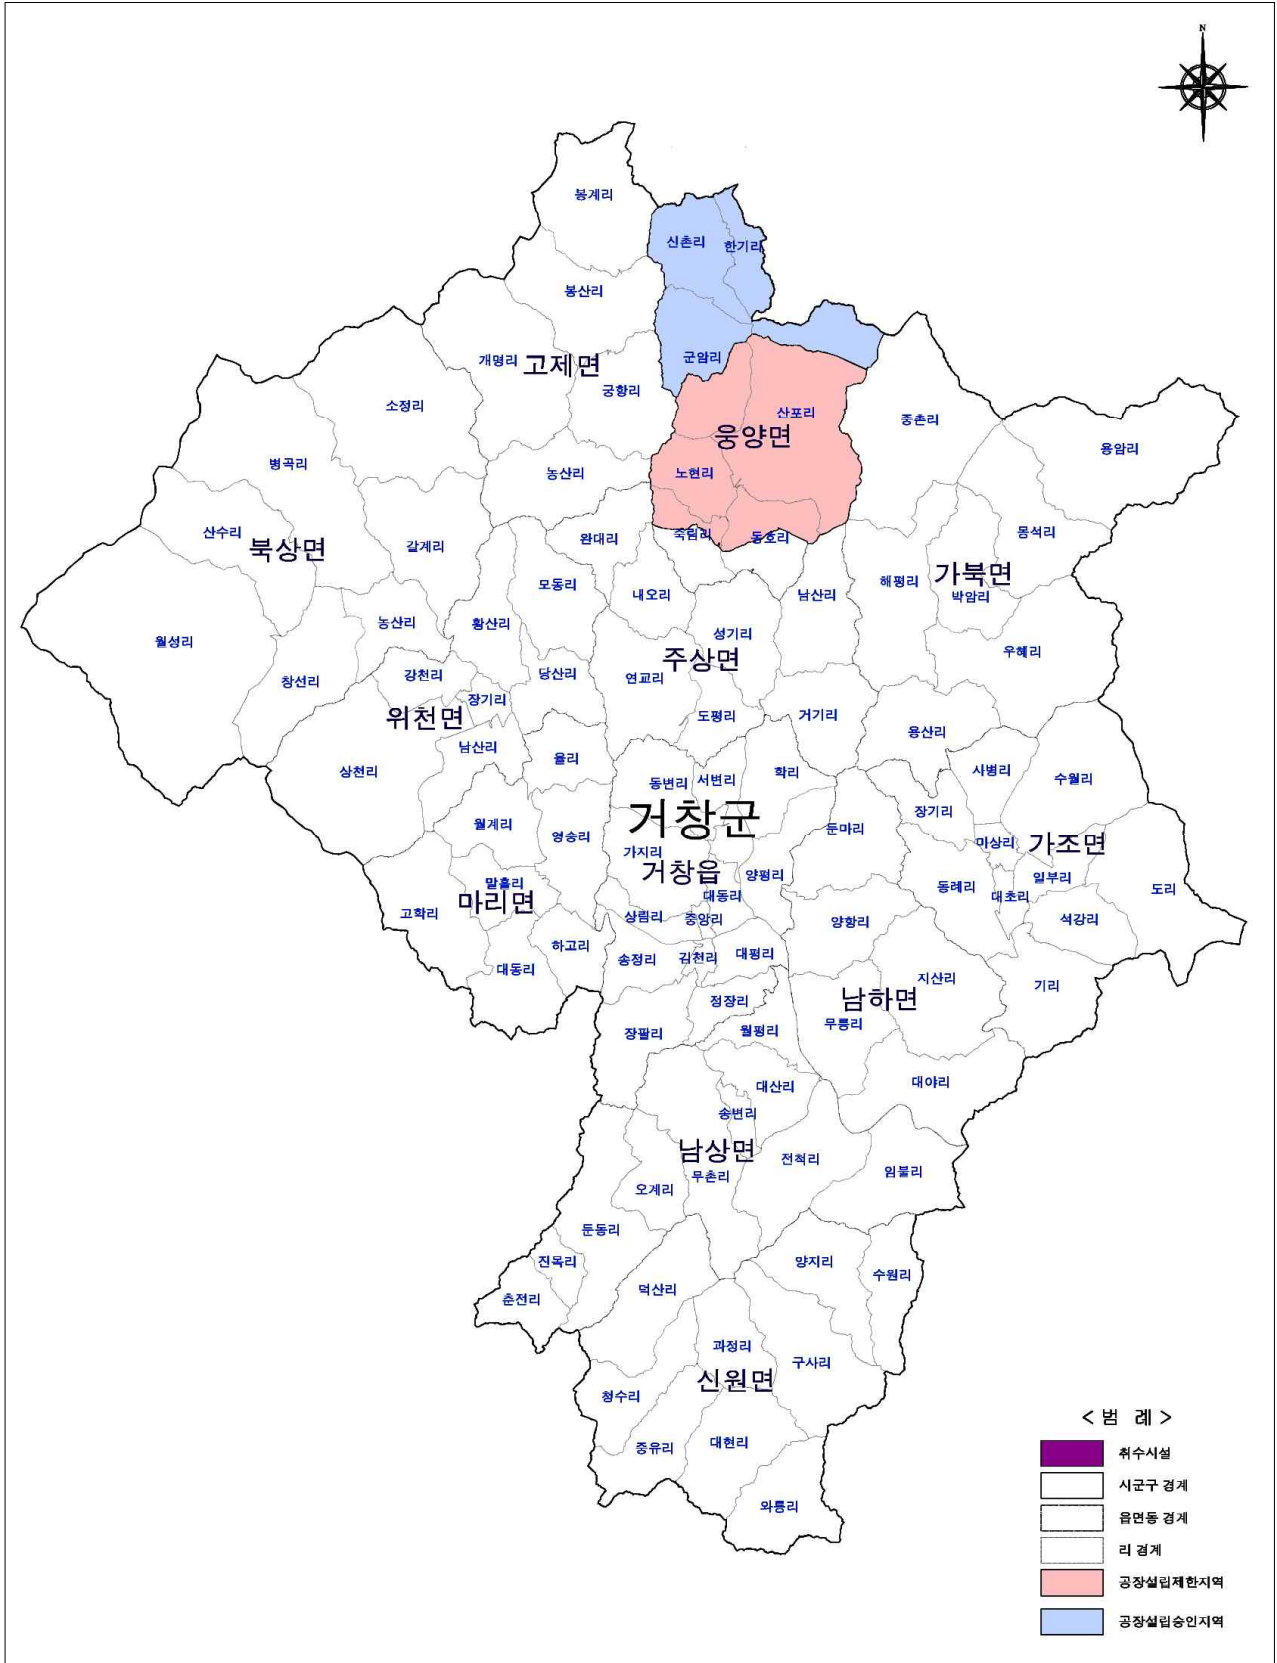 N
봉계리
신촌리
한기리
봉산리
군암리
개명리
고제면
궁항리
소정리
산포리
중촌리
웅양면
용암리
병곡리
농산리
노현리
산수리
북상면
갈계리
완대리
죽림리
동호리
몽석리
모동리
내오리
남산리
해평리
가북면
박암리
월성리
농산리
황산리
성기리
주상면
우혜리
창선리
강천리
당산리
연교리
장기리
위천면
도평리
거기리
용산리
상천리
남산리
율리
동변리
서변리
학리
사병리
수월리
월계리
영송리
거창군
둔마리
장기리
가지리
마상리
가조면
거창읍
양평리
말흘리
마리면
대동리
동례리
대초리
일부리
도리
고학리
상림리
중앙리
양항리
석강리
하고리
대동리
송정리
김천리
대평리
지산리
기리
정장리
남하면
장팔리
월평리
무릉리
대산리
대야리
송변리
남상면
전척리
임불리
무촌리
오계리
둔동리
진목리
양지리
수원리
춘전리
덕산리
과정리
구사리
신원면
청수리
중유리
대현리
와룡리
< 범 례 >
취수시설
시군구 경계
읍면동 경계
리 경계
공장설립제한지역
공장설립승인지역